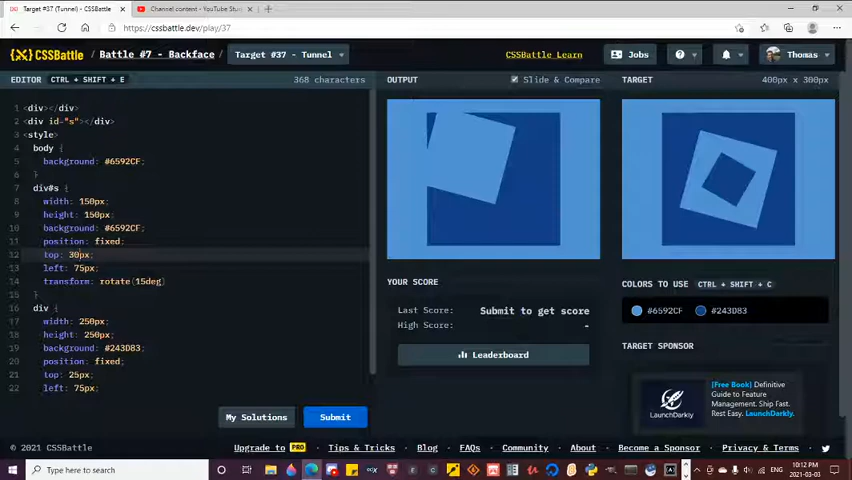 Target #37 (Tunnel) - CSSBattle
Channel content - YouTube Stu
https://cssbattle.dev/play/37
CSSBattle
/
Battle #7 - Backface
/
Target #37 - Tunnel
CSSBattle Learn
Jobs
Thomas
EDITOR CTRL + SHIFT + E
368 characters
OUTPUT
Slide & Compare
TARGET
400px x 300px
1 <div></div>
2 <div id="s"></div>
3 <style>
4 body {
5 background: #6592CF;
6 }
7 div#s {
8 width: 150px;
9 height: 150px;
10 background: #6592CF;
11 position: fixed;
12 top: 30px;
13 left: 75px;
14 transform: rotate(15deg)
15 }
16 div {
17 width: 250px;
18 height: 250px;
19 background: #243D83;
20 position: fixed;
21 top: 25px;
22 left: 75px;
My Solutions
Submit
YOUR SCORE
Last Score: Submit to get score
High Score: -
Leaderboard
COLORS TO USE CTRL + SHIFT + C
#6592CF #243D83
TARGET SPONSOR
LaunchDarkly
[Free Book] Definitive
Guide to Feature
Management. Ship Fast.
Rest Easy. LaunchDarkly.
© 2021 CSSBattle
Upgrade to PRO
Tips & Tricks
Blog
FAQs
Community
About
Become a Sponsor
Privacy & Terms
Type here to search
ENG
10:12 PM
2021-03-03